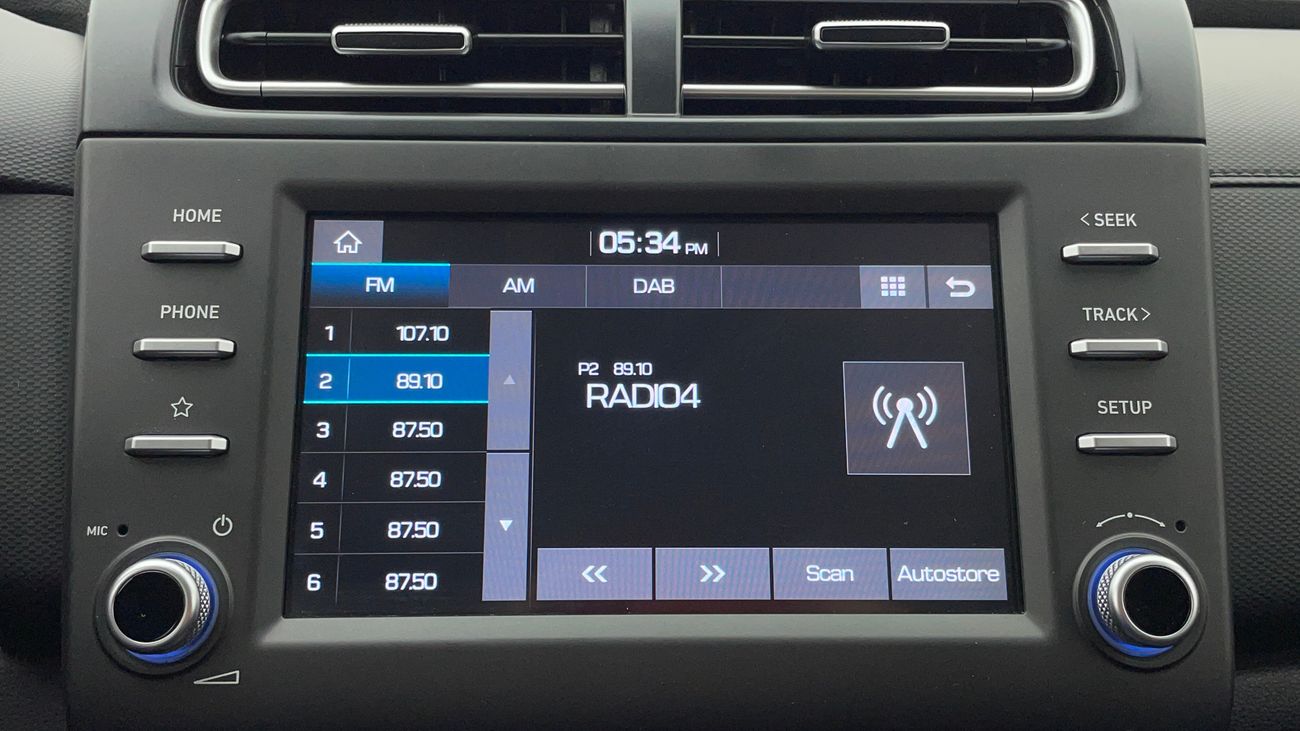 HOME
PHONE
MIC
< SEEK
TRACK >
SETUP
05:34 PM
FM AM DAB
1 107.10
2 89.10
3 87.50
4 87.50
5 87.50
6 87.50
P2 89.10
RADIO4
<< >> Scan Autostore